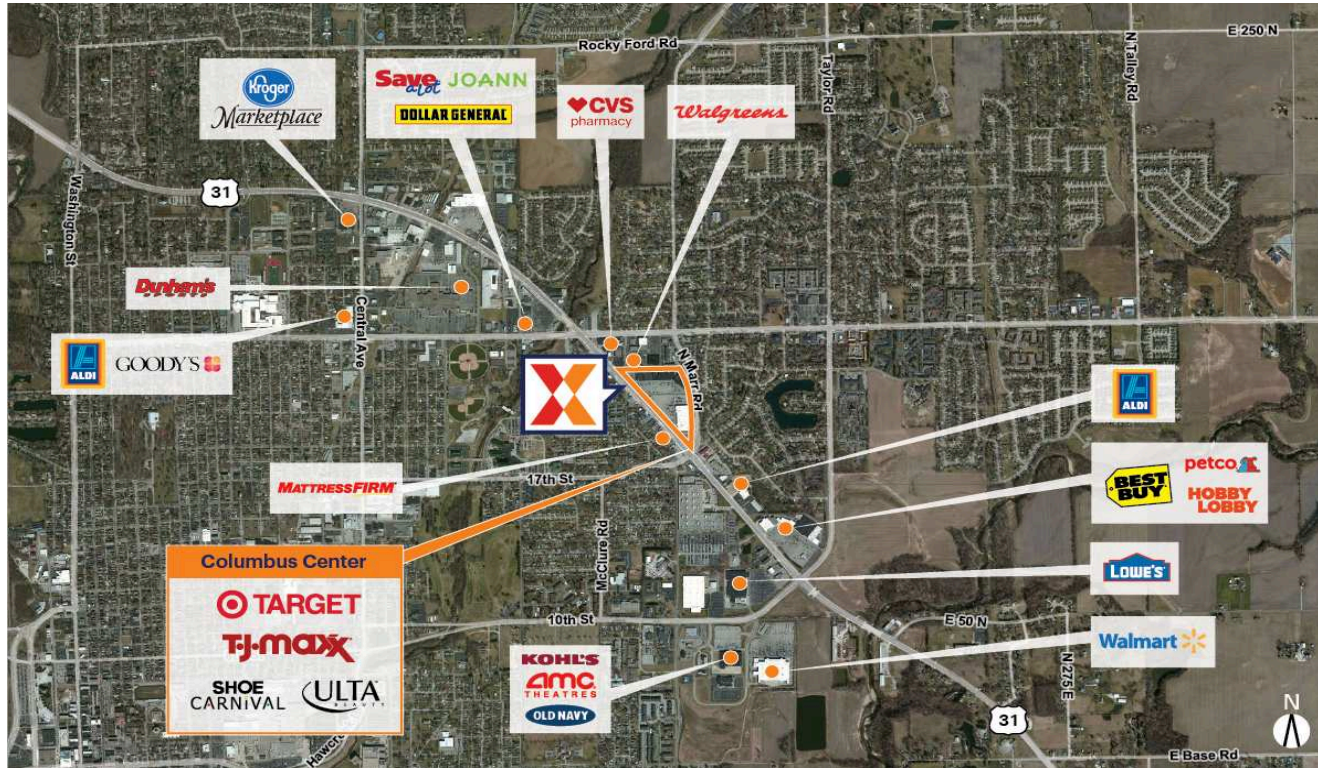 Rocky Ford Rd
E 250 N
N Talley Rd
Taylor Rd
Kroger
Marketplace
Save
a lot
JOANN
DOLLAR GENERAL
CVS
pharmacy
Walgreens
31
Washington St
Dunham's
SPORTS
Central Ave
ALDI
GOODY'S
N Marr Rd
ALDI
MATTRESSFIRM
17th St
BEST
BUY
petco
HOBBY
LOBBY
McClure Rd
Columbus Center
TARGET
T·J·maxx
SHOE
CARNIVAL
ULTA
BEAUTY
LOWE'S
10th St
E 50 N
Walmart
KOHL'S
amc
THEATRES
OLD NAVY
N 275 E
31
N
E Base Rd